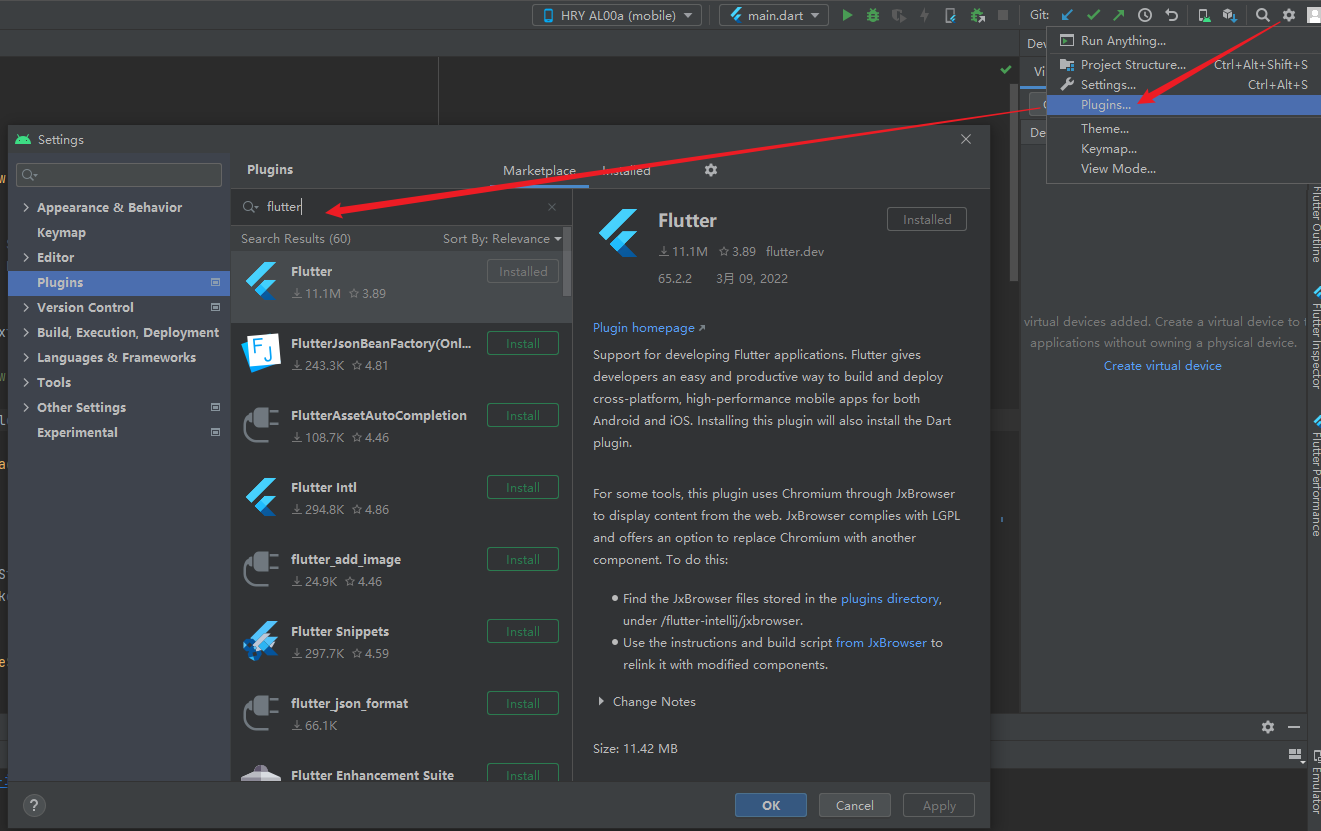 HRY AL00a (mobile)
main.dart
Git:
Run Anything...
Project Structure... Ctrl+Alt+Shift+S
Settings... Ctrl+Alt+S
Plugins...
Theme...
Keymap...
View Mode...
Settings
Appearance & Behavior
Keymap
Editor
Plugins
Version Control
Build, Execution, Deployment
Languages & Frameworks
Tools
Other Settings
Experimental
Plugins
Marketplace
Installed
flutter
Search Results (60)
Sort By: Relevance
Flutter
Installed
11.1M 3.89
FlutterJsonBeanFactory(Onl...
Install
243.3K 4.81
FlutterAssetAutoCompletion
Install
108.7K 4.46
Flutter Intl
Install
294.8K 4.86
flutter_add_image
Install
24.9K 4.46
Flutter Snippets
Install
297.7K 4.59
flutter_json_format
Install
66.1K
Flutter Enhancement Suite
Install
Flutter
Installed
11.1M 3.89 flutter.dev
65.2.2 3月 09, 2022
Plugin homepage
Support for developing Flutter applications. Flutter gives
developers an easy and productive way to build and deploy
cross-platform, high-performance mobile apps for both
Android and iOS. Installing this plugin will also install the Dart
plugin.
For some tools, this plugin uses Chromium through JxBrowser
to display content from the web. JxBrowser complies with LGPL
and offers an option to replace Chromium with another
component. To do this:
Find the JxBrowser files stored in the plugins directory,
under /flutter-intellij/jxbrowser.
Use the instructions and build script from JxBrowser to
relink it with modified components.
Change Notes
Size: 11.42 MB
?
OK
Cancel
Apply
virtual devices added. Create a virtual device to
applications without owning a physical device.
Create virtual device
Flutter Outline
Flutter Inspector
Flutter Performance
Emulator